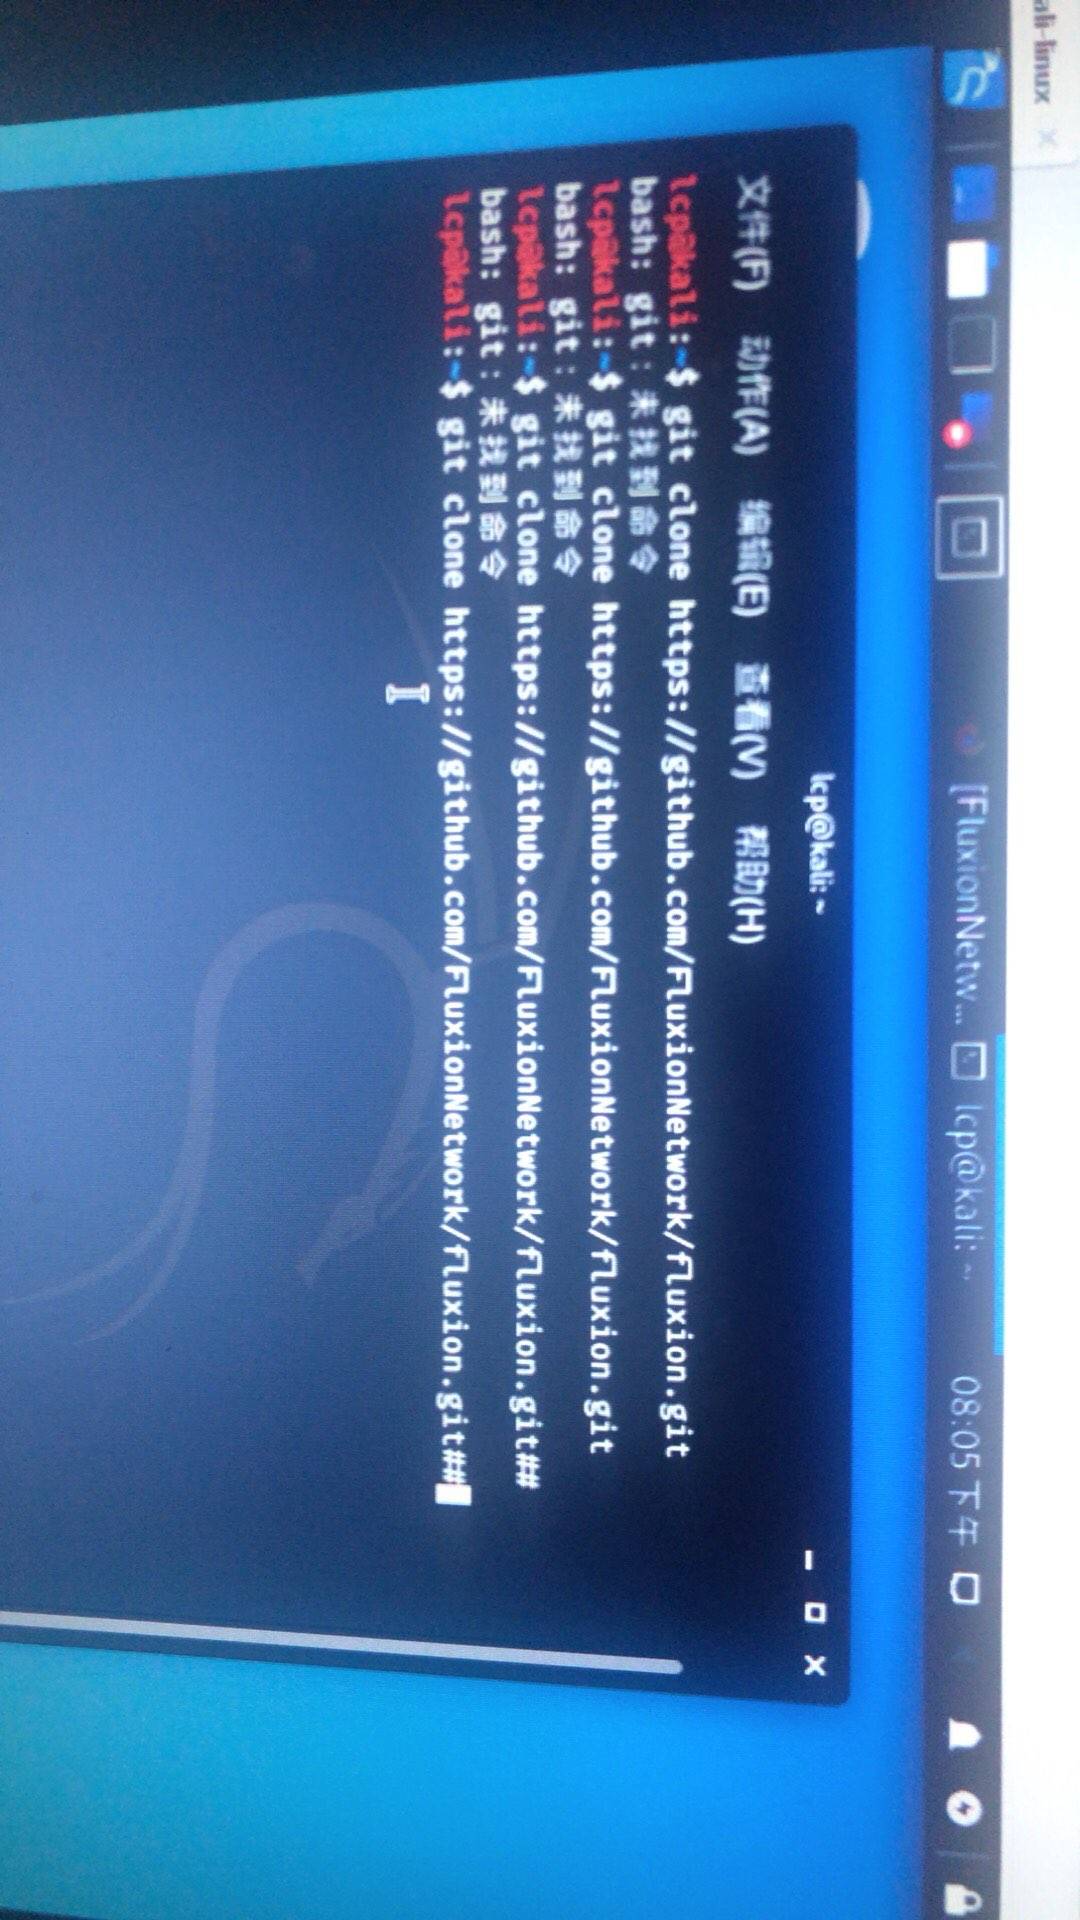 ali-linux ×
[FluxionNetw... lcp@kali: ~ 08:05 下午
lcp@kali: ~
文件(F) 动作(A) 编辑(E) 查看(V) 帮助(H)
lcp@kali:~$ git clone https://github.com/FluxionNetwork/fluxion.git
bash: git: 未找到命令
lcp@kali:~$ git clone https://github.com/FluxionNetwork/fluxion.git
bash: git: 未找到命令
lcp@kali:~$ git clone https://github.com/FluxionNetwork/fluxion.git##
bash: git: 未找到命令
lcp@kali:~$ git clone https://github.com/FluxionNetwork/fluxion.git##